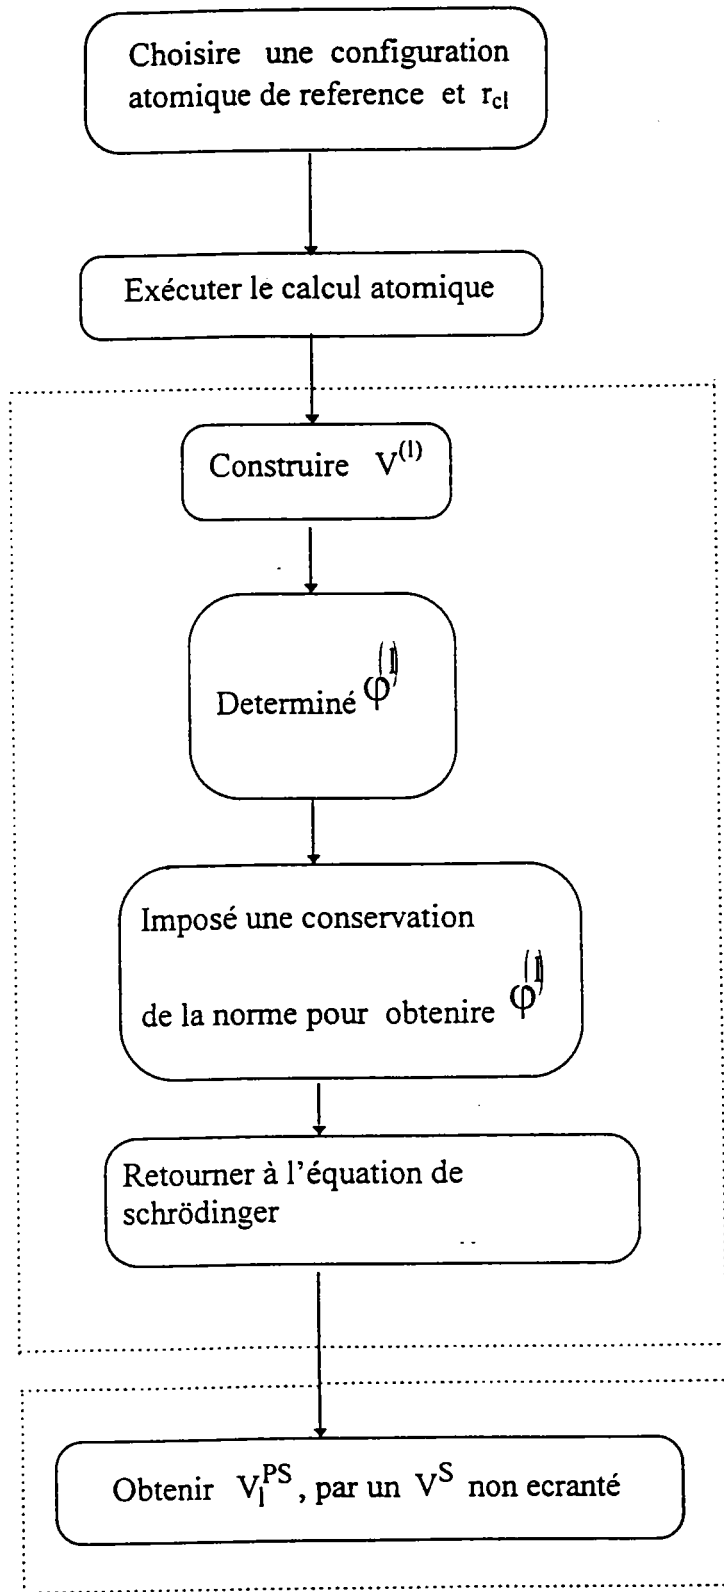 Choisire une configuration
atomique de reference et r_cl
Exécuter le calcul atomique
Construire V^(l)
Determiné φ^(l)
Imposé une conservation
de la norme pour obtenire φ^(l)
Retourner à l’équation de
schrödinger
Obtenir V_l^PS, par un V^S non ecranté